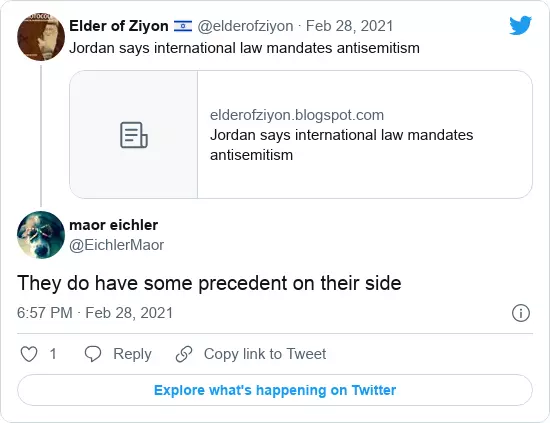 Elder of Ziyon 🇮🇱 @elderofziyon · Feb 28, 2021
Jordan says international law mandates antisemitism
elderofziyon.blogspot.com
Jordan says international law mandates
antisemitism
maor eichler
@EichlerMaor
They do have some precedent on their side
6:57 PM · Feb 28, 2021
1 Reply Copy link to Tweet
Explore what's happening on Twitter